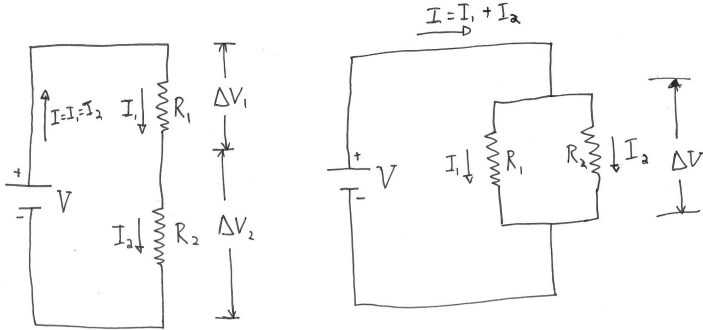 I=I₁=I₂
I₁
R₁
ΔV₁
+
V
-
I₂
R₂
ΔV₂
I=I₁+I₂
+
V
-
I₁
R₁
R₂
I₂
ΔV